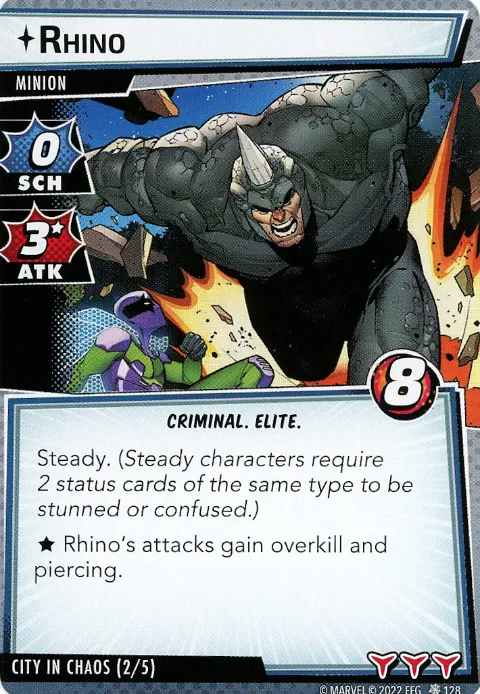 Rhino
MINION
0
SCH
3
ATK
8
CRIMINAL. ELITE.
Steady. (Steady characters require
2 status cards of the same type to be
stunned or confused.)
★ Rhino's attacks gain overkill and
piercing.
CITY IN CHAOS (2/5)
© MARVEL © 2022 FFG 128